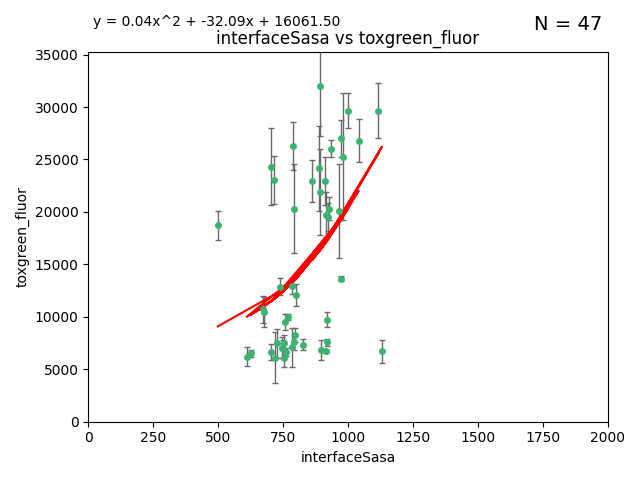 y = 0.04x^2 + -32.09x + 16061.50
N = 47
interfaceSasa vs toxgreen_fluor
35000
30000
25000
20000
15000
10000
5000
0
toxgreen_fluor
0 250 500 750 1000 1250 1500 1750 2000
interfaceSasa